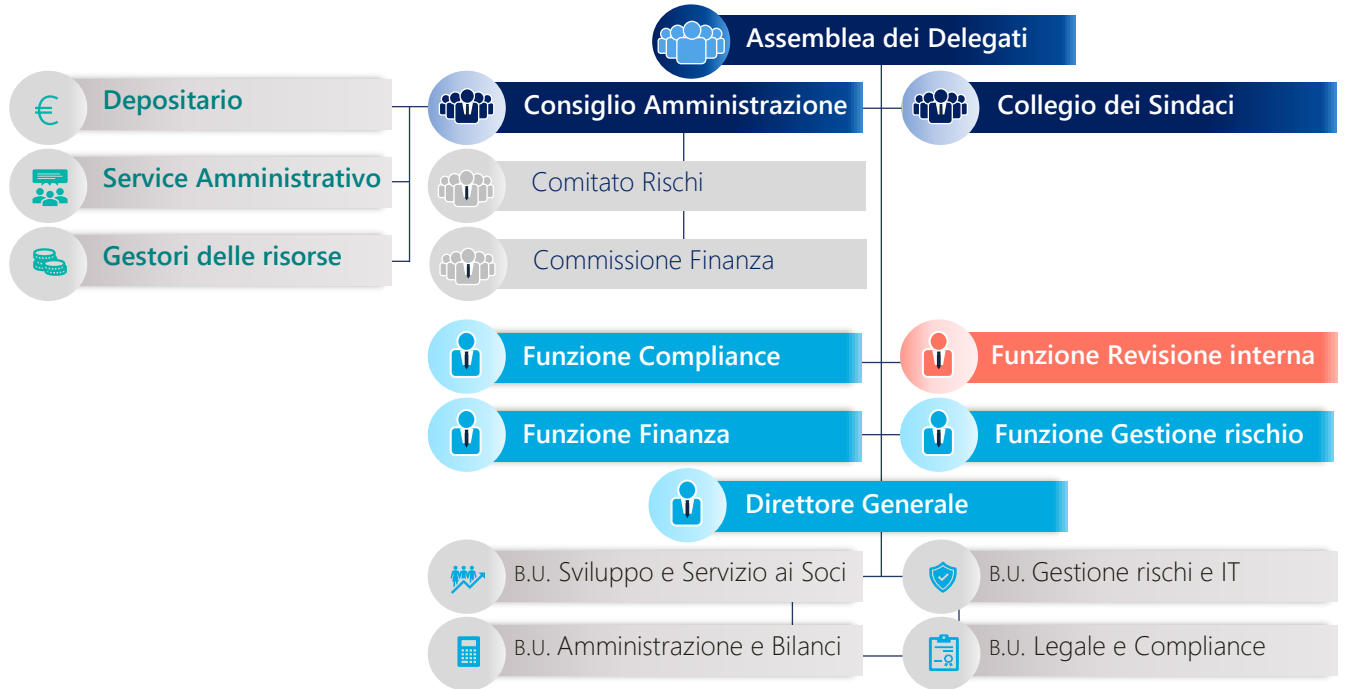 Assemblea dei Delegati
Depositario
Consiglio Amministrazione
Collegio dei Sindaci
Service Amministrativo
Comitato Rischi
Gestori delle risorse
Commissione Finanza
Funzione Compliance
Funzione Revisione interna
Funzione Finanza
Funzione Gestione rischio
Direttore Generale
B.U. Sviluppo e Servizio ai Soci
B.U. Gestione rischi e IT
B.U. Amministrazione e Bilanci
B.U. Legale e Compliance